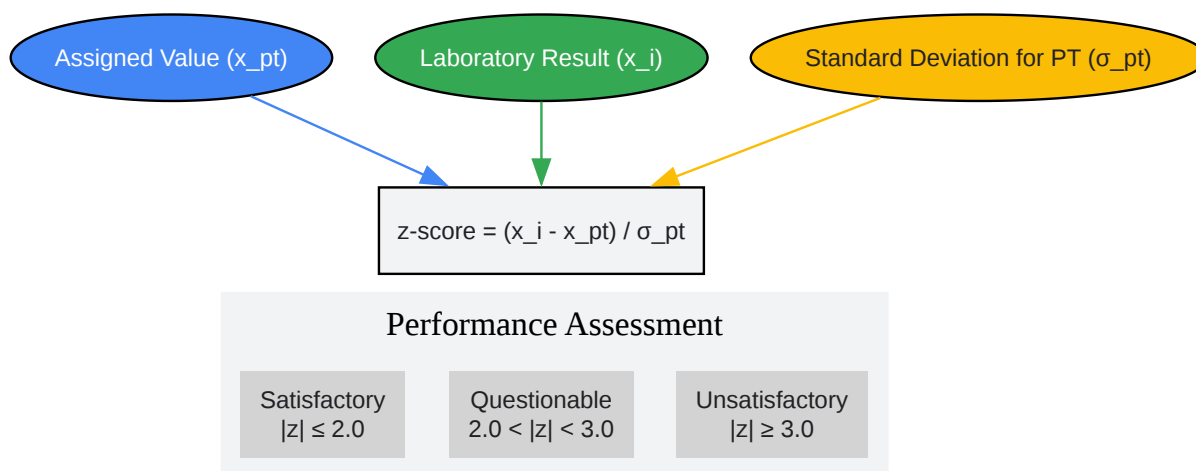 Assigned Value (x_pt)
Laboratory Result (x_i)
Standard Deviation for PT (σ_pt)
z-score = (x_i - x_pt) / σ_pt
Performance Assessment
Satisfactory
|z| ≤ 2.0
Questionable
2.0 < |z| < 3.0
Unsatisfactory
|z| ≥ 3.0